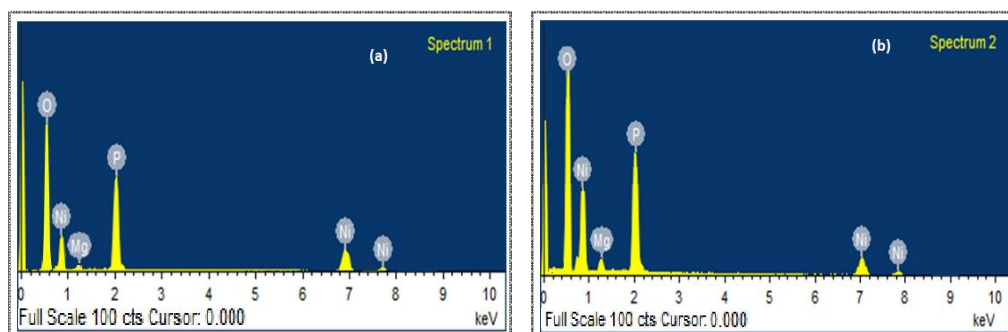 (a) Spectrum 1
O
P
Ni
Mg
Ni
Ni
0 1 2 3 4 5 6 7 8 9 10
Full Scale 100 cts Cursor: 0.000 keV
(b) Spectrum 2
O
P
Ni
Mg
Ni
Ni
0 1 2 3 4 5 6 7 8 9 10
Full Scale 100 cts Cursor: 0.000 keV